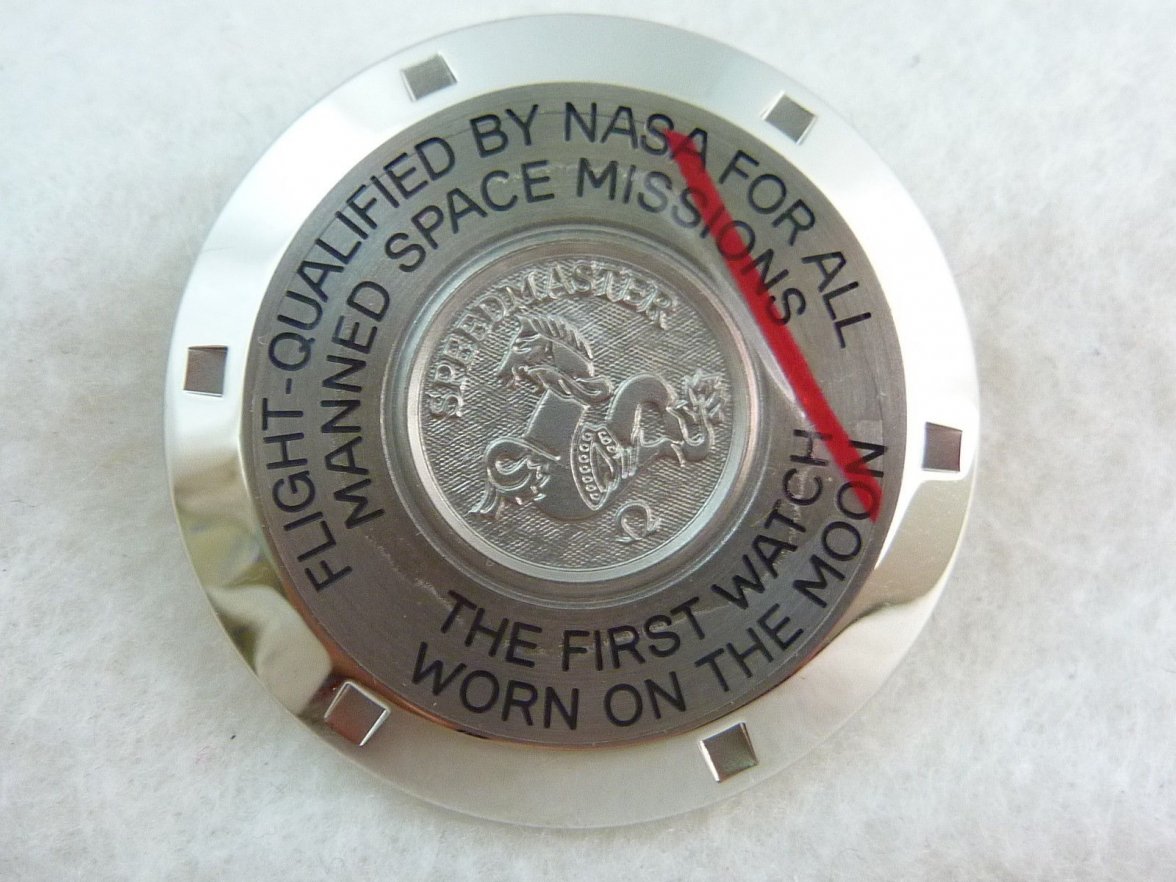 FLIGHT-QUALIFIED BY NASA FOR ALL
MANNED SPACE MISSIONS
SPEEDMASTER
Ω
THE FIRST WATCH
WORN ON THE MOON